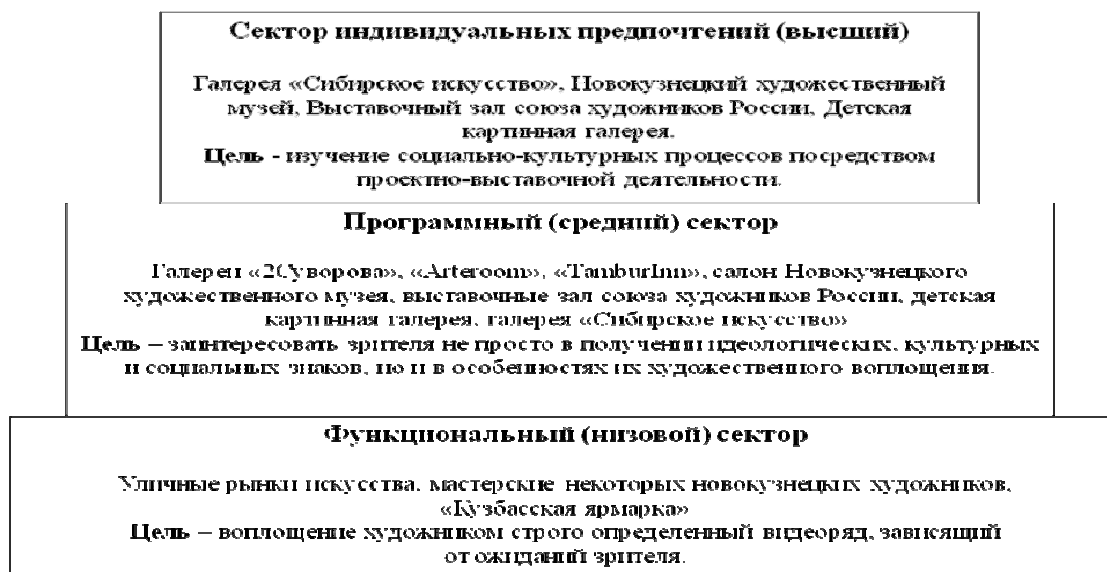 Сектор индивидуальных предпочтений (высший)
Галерея «Сибирское искусство», Новокузнецкий художественный
музей, Выставочный зал союза художников России, Детская
картинная галерея.
Цель - изучение социально-культурных процессов посредством
проектно-выставочной деятельности.
Программный (средний) сектор
Галереи «2Суворова», «Arteroom», «TamburInn», салон Новокузнецкого
художественного музея, выставочные зал союза художников России, детская
картинная галерея, галерея «Сибирское искусство»
Цель – заинтересовать зрителя не просто в получении идеологических, культурных
и социальных знаков, но и в особенностях их художественного воплощения.
Функциональный (низовой) сектор
Уличные рынки искусства, мастерские некоторых новокузнецких художников,
«Кузбасская ярмарка»
Цель – воплощение художником строго определенный видеоряд, зависящий
от ожиданий зрителя.